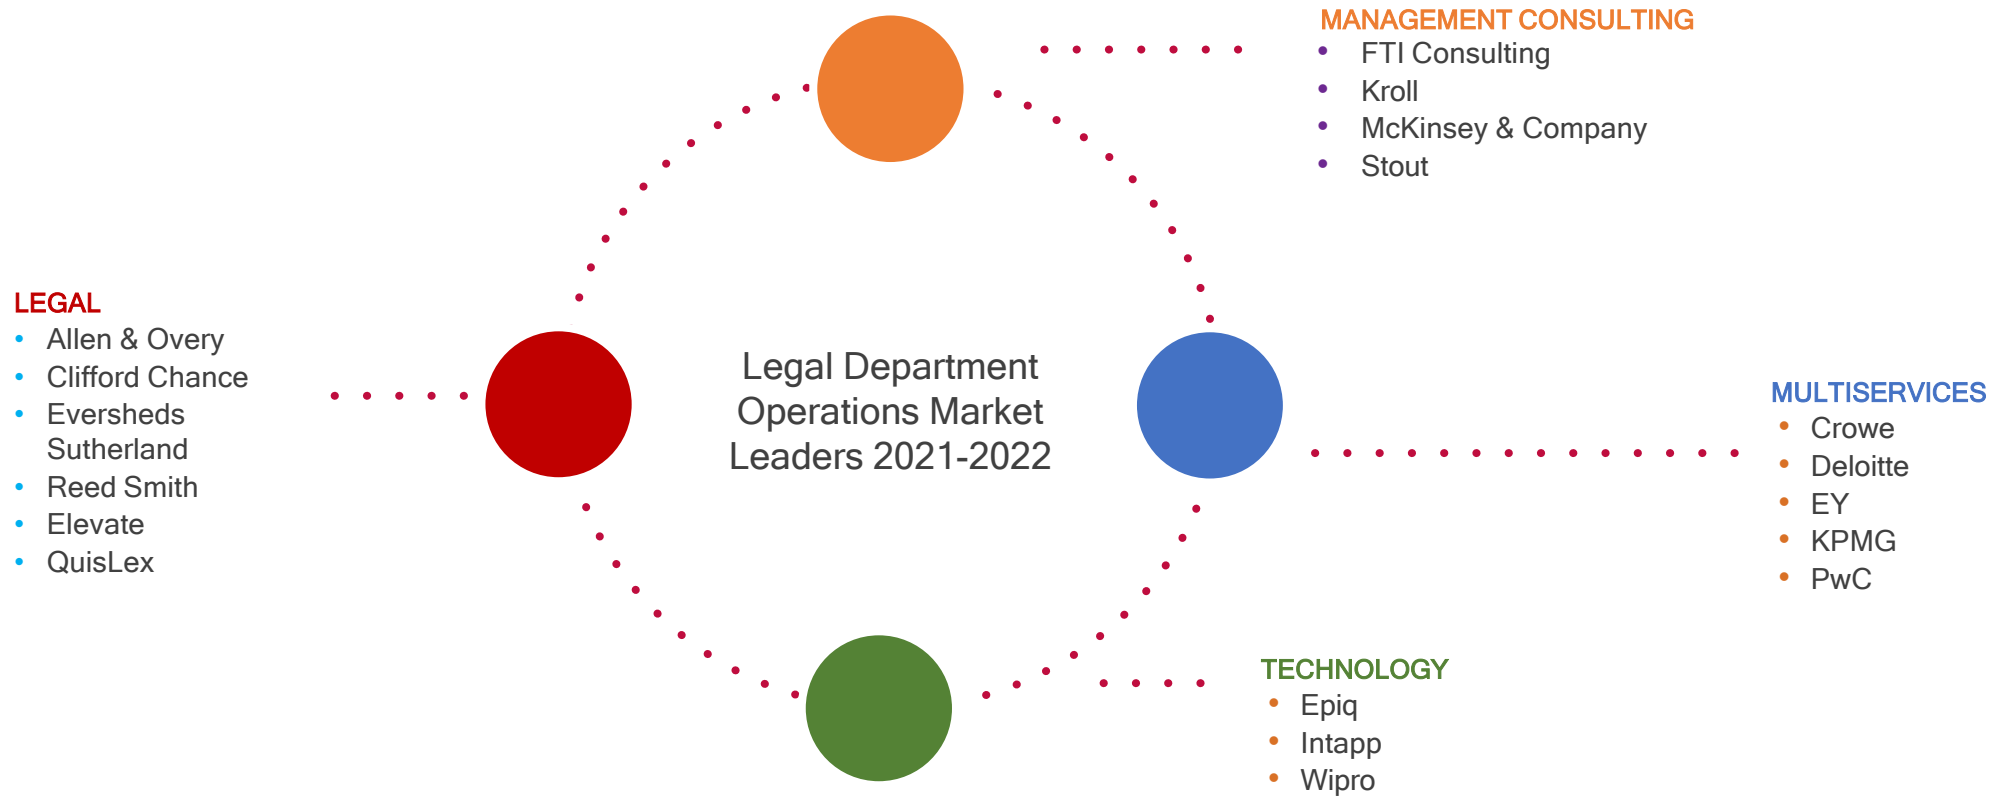 MANAGEMENT CONSULTING
• FTI Consulting
• Kroll
• McKinsey & Company
• Stout
LEGAL
• Allen & Overy
• Clifford Chance
• Eversheds
Sutherland
• Reed Smith
• Elevate
• QuisLex
Legal Department
Operations Market
Leaders 2021-2022
MULTISERVICES
• Crowe
• Deloitte
• EY
• KPMG
• PwC
TECHNOLOGY
• Epiq
• Intapp
• Wipro